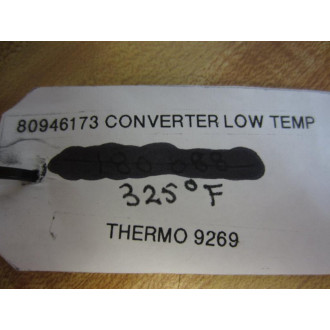 80946173 CONVERTER LOW TEMP
325°F
THERMO 9269